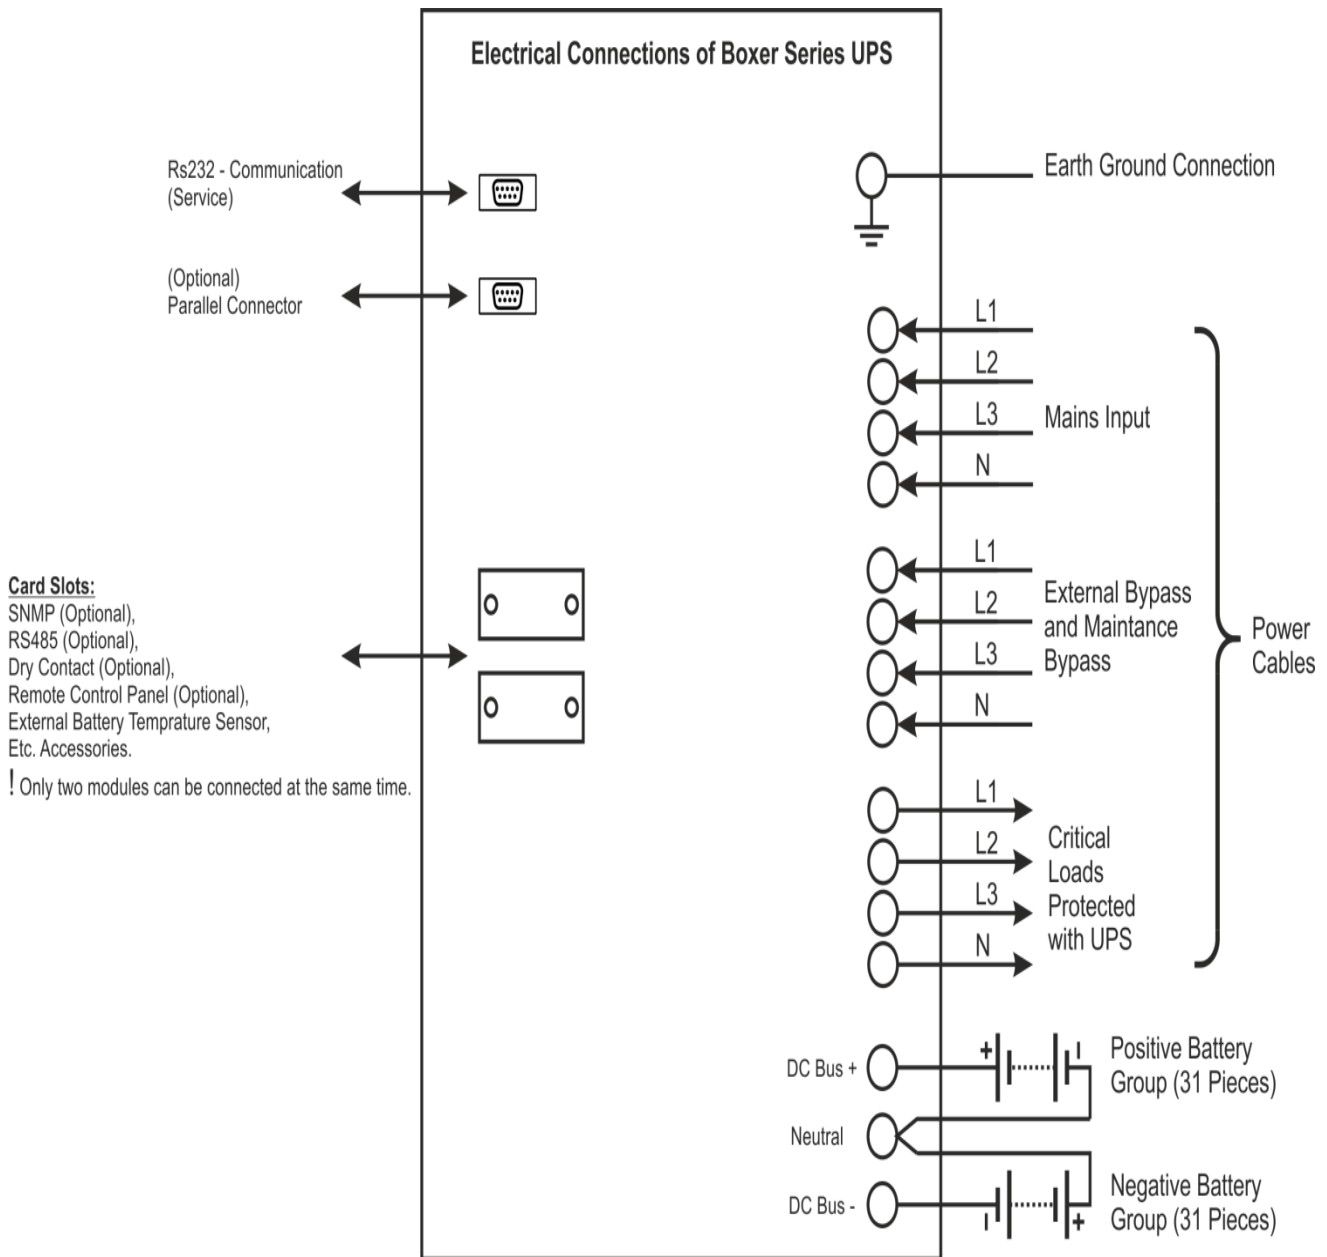 Electrical Connections of Boxer Series UPS
Rs232 - Communication
(Service)
(Optional)
Parallel Connector
Card Slots:
SNMP (Optional),
RS485 (Optional),
Dry Contact (Optional),
Remote Control Panel (Optional),
External Battery Temprature Sensor,
Etc. Accessories.
! Only two modules can be connected at the same time.
Earth Ground Connection
L1
L2
L3
N
Mains Input
L1
L2
L3
N
External Bypass
and Maintance
Bypass
L1
L2
L3
N
Critical
Loads
Protected
with UPS
Power
Cables
DC Bus +
+
-
Positive Battery
Group (31 Pieces)
Neutral
DC Bus -
-
+
Negative Battery
Group (31 Pieces)